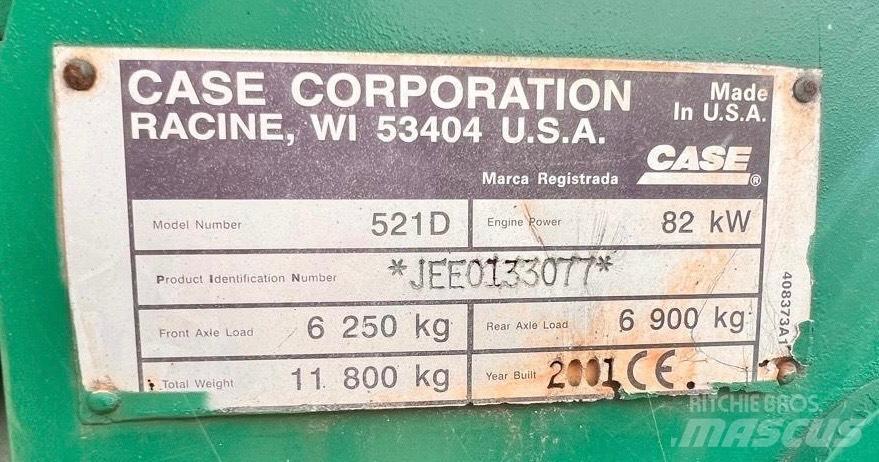 CASE CORPORATION
RACINE, WI 53404 U.S.A.
Made
In U.S.A.
Marca Registrada
CASE ®
Model Number 521D Engine Power 82 kW
Product Identification Number *JEE0133077*
Front Axle Load 6 250 kg Rear Axle Load 6 900 kg
Total Weight 11 800 kg Year Built 2001 CE
408373A1
RITCHIE BROS
MASCUS